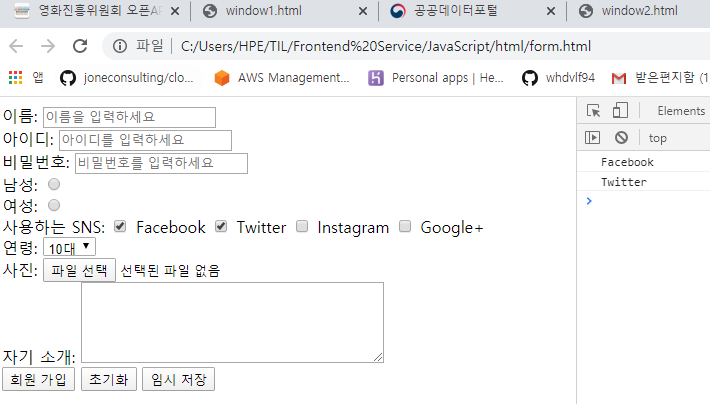 영화진흥위원회 오픈AP window1.html 공공데이터포털 window2.html
파일 C:/Users/HPE/TIL/Frontend%20Service/JavaScript/html/form.html
앱 joneconsulting/clo... AWS Management... Personal apps | He... whdvlf94 받은편지함 (1
이름: 이름을 입력하세요
Elements
아이디: 아이디를 입력하세요
top
비밀번호: 비밀번호를 입력하세요
Facebook
남성:
Twitter
여성:
사용하는 SNS: Facebook Twitter Instagram Google+
연령: 10대
사진: 파일 선택 선택된 파일 없음
자기 소개:
회원 가입 초기화 임시 저장